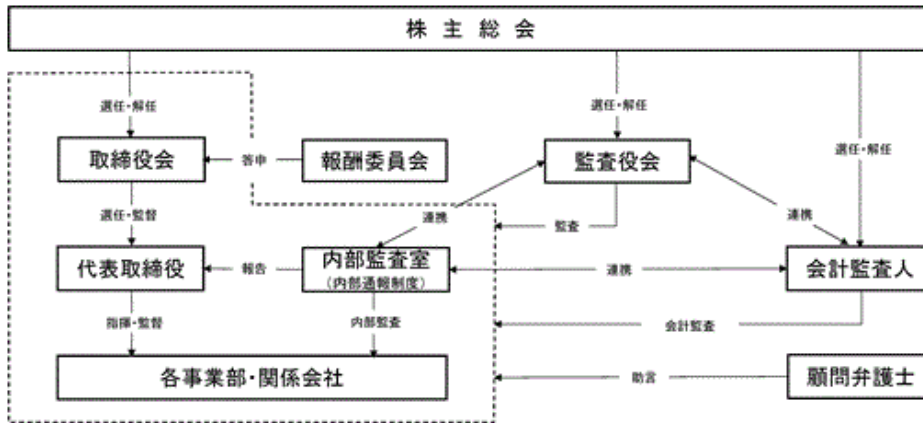 株主総会
選任・解任
選任・解任
選任・解任
取締役会
答申
報酬委員会
監査役会
選任・監督
連携
監査
連携
代表取締役
報告
内部監査室
(内部通報制度)
連携
会計監査人
指揮・監督
内部監査
会計監査
各事業部・関係会社
助言
顧問弁護士